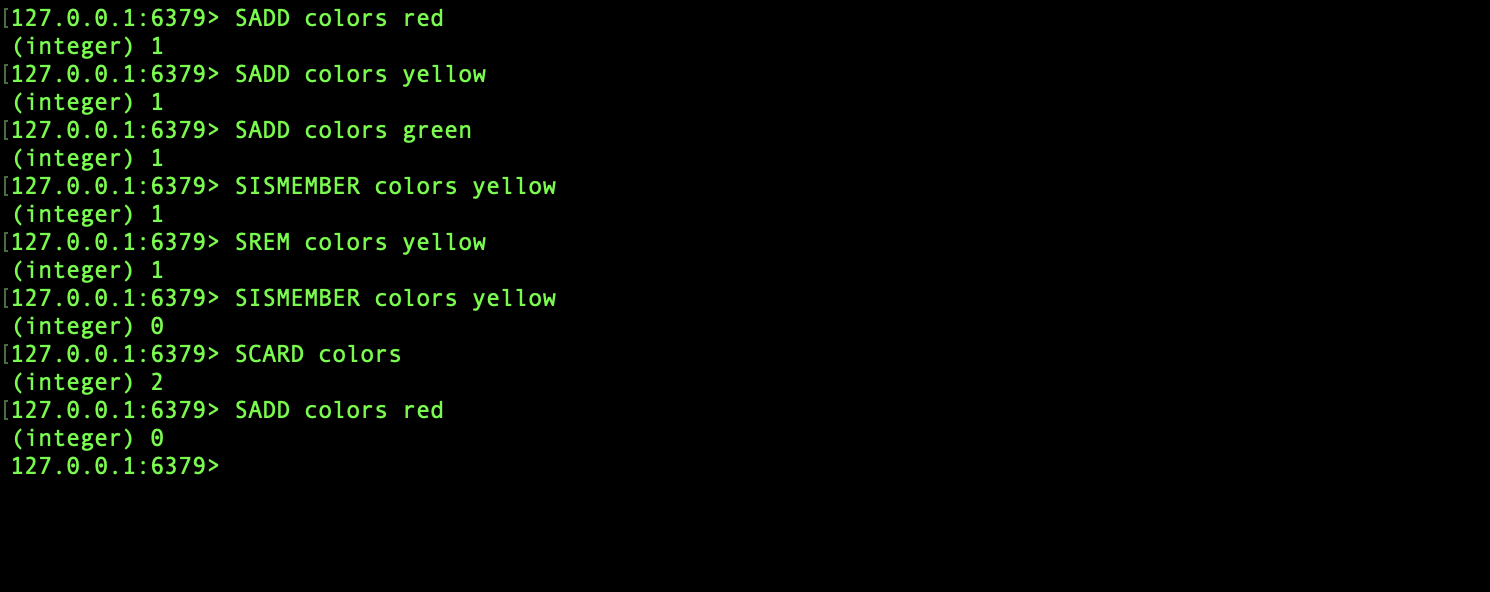 [127.0.0.1:6379> SADD colors red
(integer) 1
[127.0.0.1:6379> SADD colors yellow
(integer) 1
[127.0.0.1:6379> SADD colors green
(integer) 1
[127.0.0.1:6379> SISMEMBER colors yellow
(integer) 1
[127.0.0.1:6379> SREM colors yellow
(integer) 1
[127.0.0.1:6379> SISMEMBER colors yellow
(integer) 0
[127.0.0.1:6379> SCARD colors
(integer) 2
[127.0.0.1:6379> SADD colors red
(integer) 0
127.0.0.1:6379>